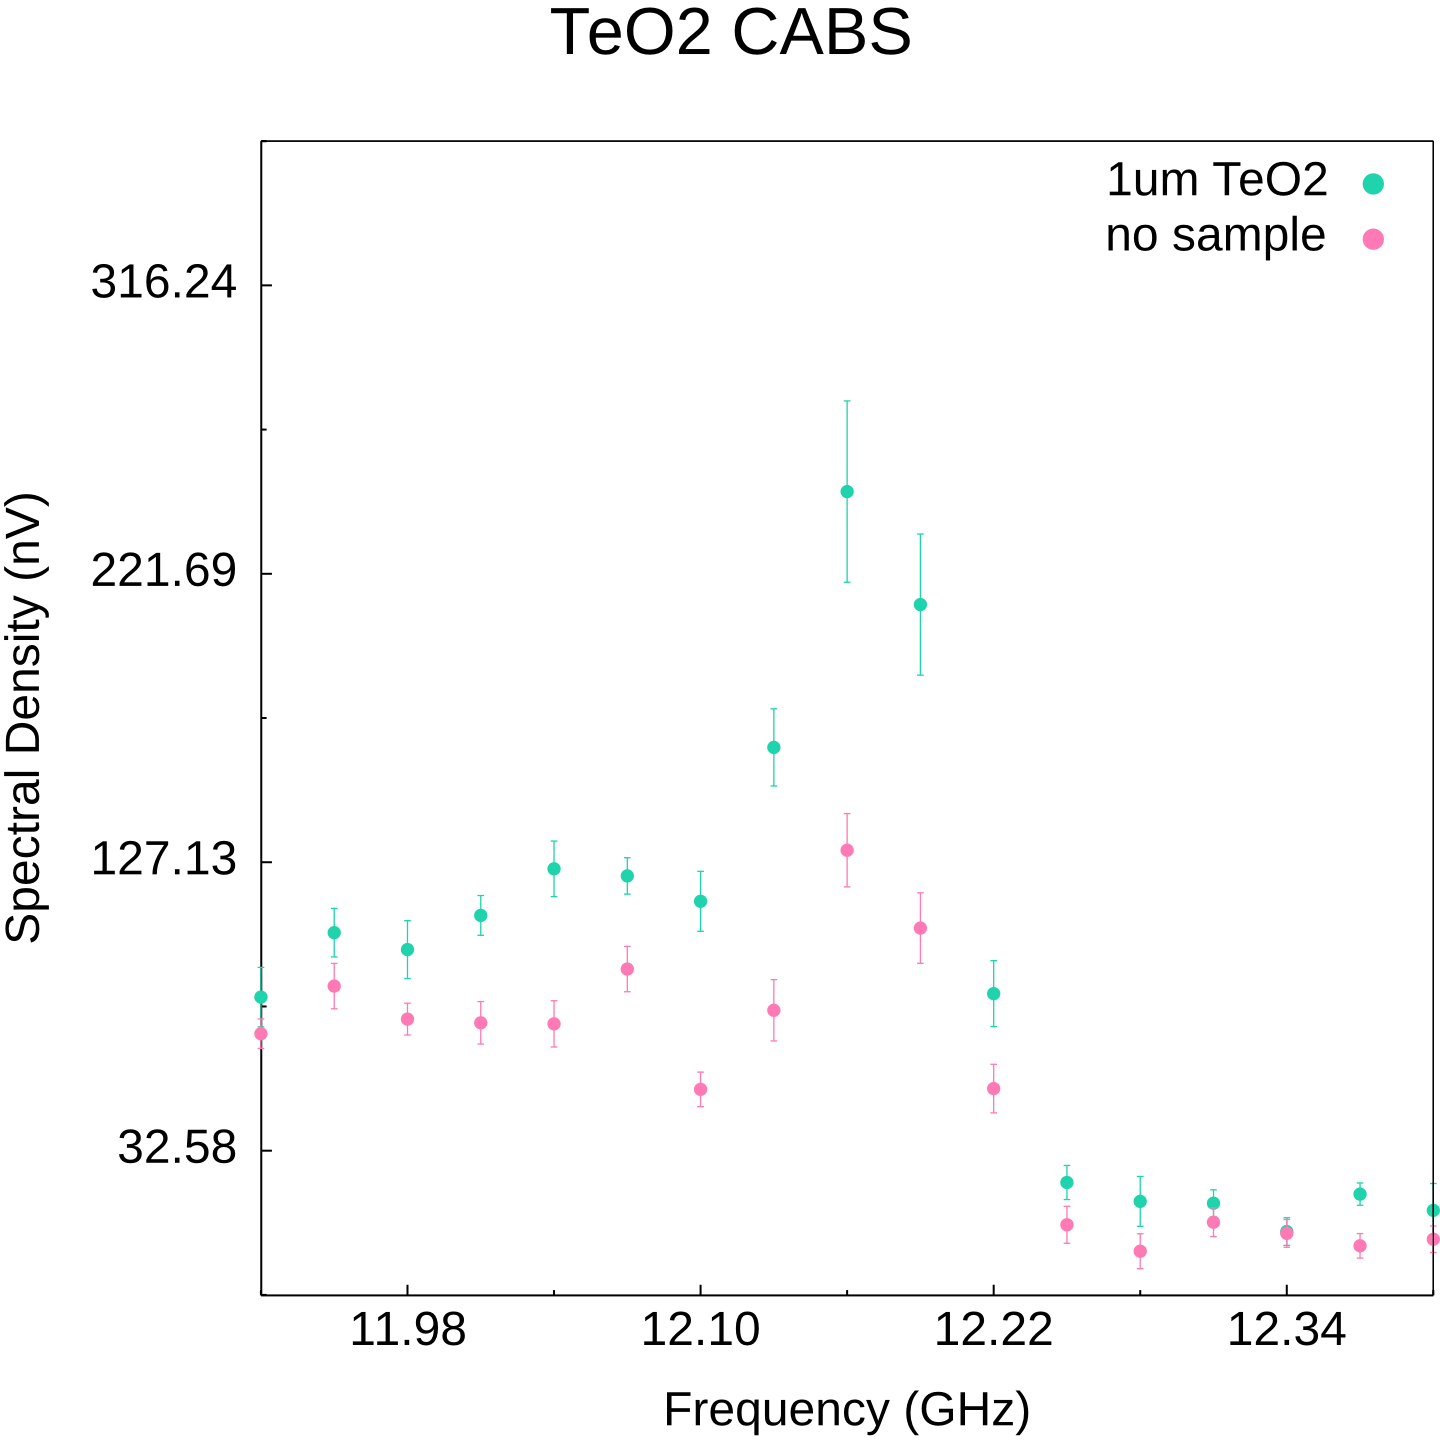 TeO2 CABS
1um TeO2
no sample
316.24
221.69
127.13
32.58
Spectral Density (nV)
11.98 12.10 12.22 12.34
Frequency (GHz)